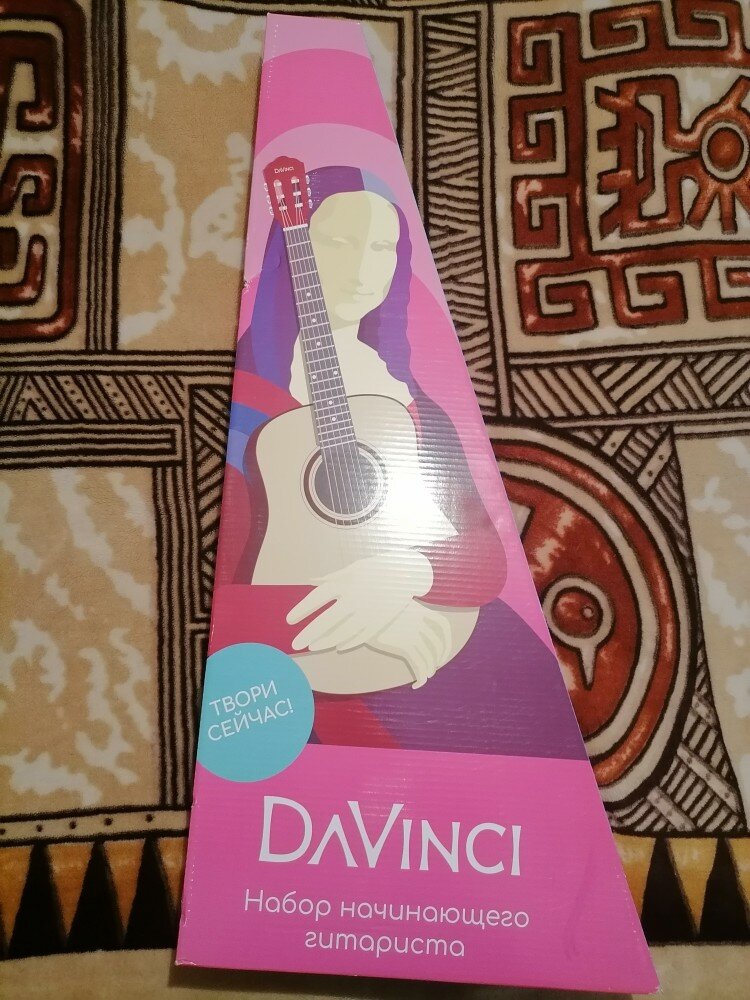 DAVINCI
ТВОРИ
СЕЙЧАС!
DAVINCI
Набор начинающего
гитариста